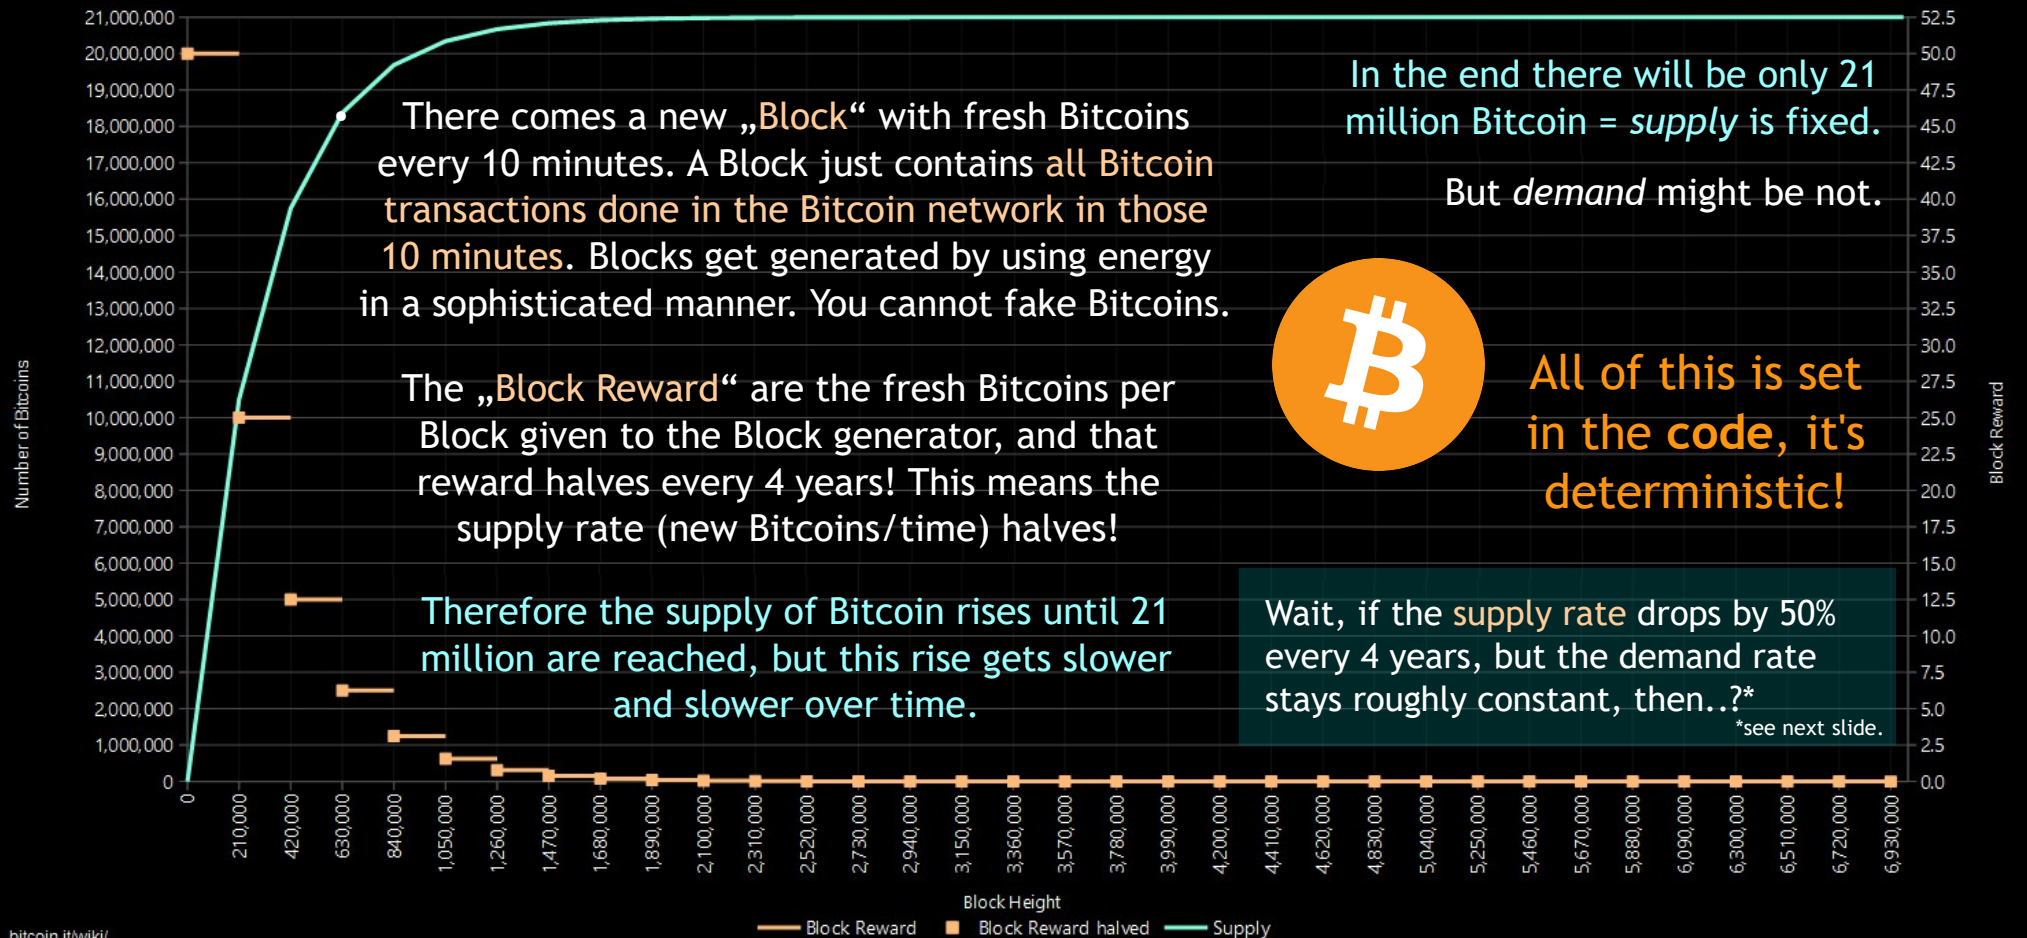 There comes a new „Block“ with fresh Bitcoins
every 10 minutes. A Block just contains all Bitcoin
transactions done in the Bitcoin network in those
10 minutes. Blocks get generated by using energy
in a sophisticated manner. You cannot fake Bitcoins.
The „Block Reward“ are the fresh Bitcoins per
Block given to the Block generator, and that
reward halves every 4 years! This means the
supply rate (new Bitcoins/time) halves!
Therefore the supply of Bitcoin rises until 21
million are reached, but this rise gets slower
and slower over time.
In the end there will be only 21
million Bitcoin = supply is fixed.
But demand might be not.
All of this is set
in the code, it's
deterministic!
Wait, if the supply rate drops by 50%
every 4 years, but the demand rate
stays roughly constant, then..?*
*see next slide.
Number of Bitcoins
21,000,000
20,000,000
19,000,000
18,000,000
17,000,000
16,000,000
15,000,000
14,000,000
13,000,000
12,000,000
11,000,000
10,000,000
9,000,000
8,000,000
7,000,000
6,000,000
5,000,000
4,000,000
3,000,000
2,000,000
1,000,000
0
52.5
50.0
47.5
45.0
42.5
40.0
37.5
35.0
32.5
30.0
27.5
25.0
22.5
20.0
17.5
15.0
12.5
10.0
7.5
5.0
2.5
0.0
Block Reward
0
210,000
420,000
630,000
840,000
1,050,000
1,260,000
1,470,000
1,680,000
1,890,000
2,100,000
2,310,000
2,520,000
2,730,000
2,940,000
3,150,000
3,360,000
3,570,000
3,780,000
3,990,000
4,200,000
4,410,000
4,620,000
4,830,000
5,040,000
5,250,000
5,460,000
5,670,000
5,880,000
6,090,000
6,300,000
6,510,000
6,720,000
6,930,000
Block Height
Block Reward Block Reward halved Supply
bitcoin.it/wiki/